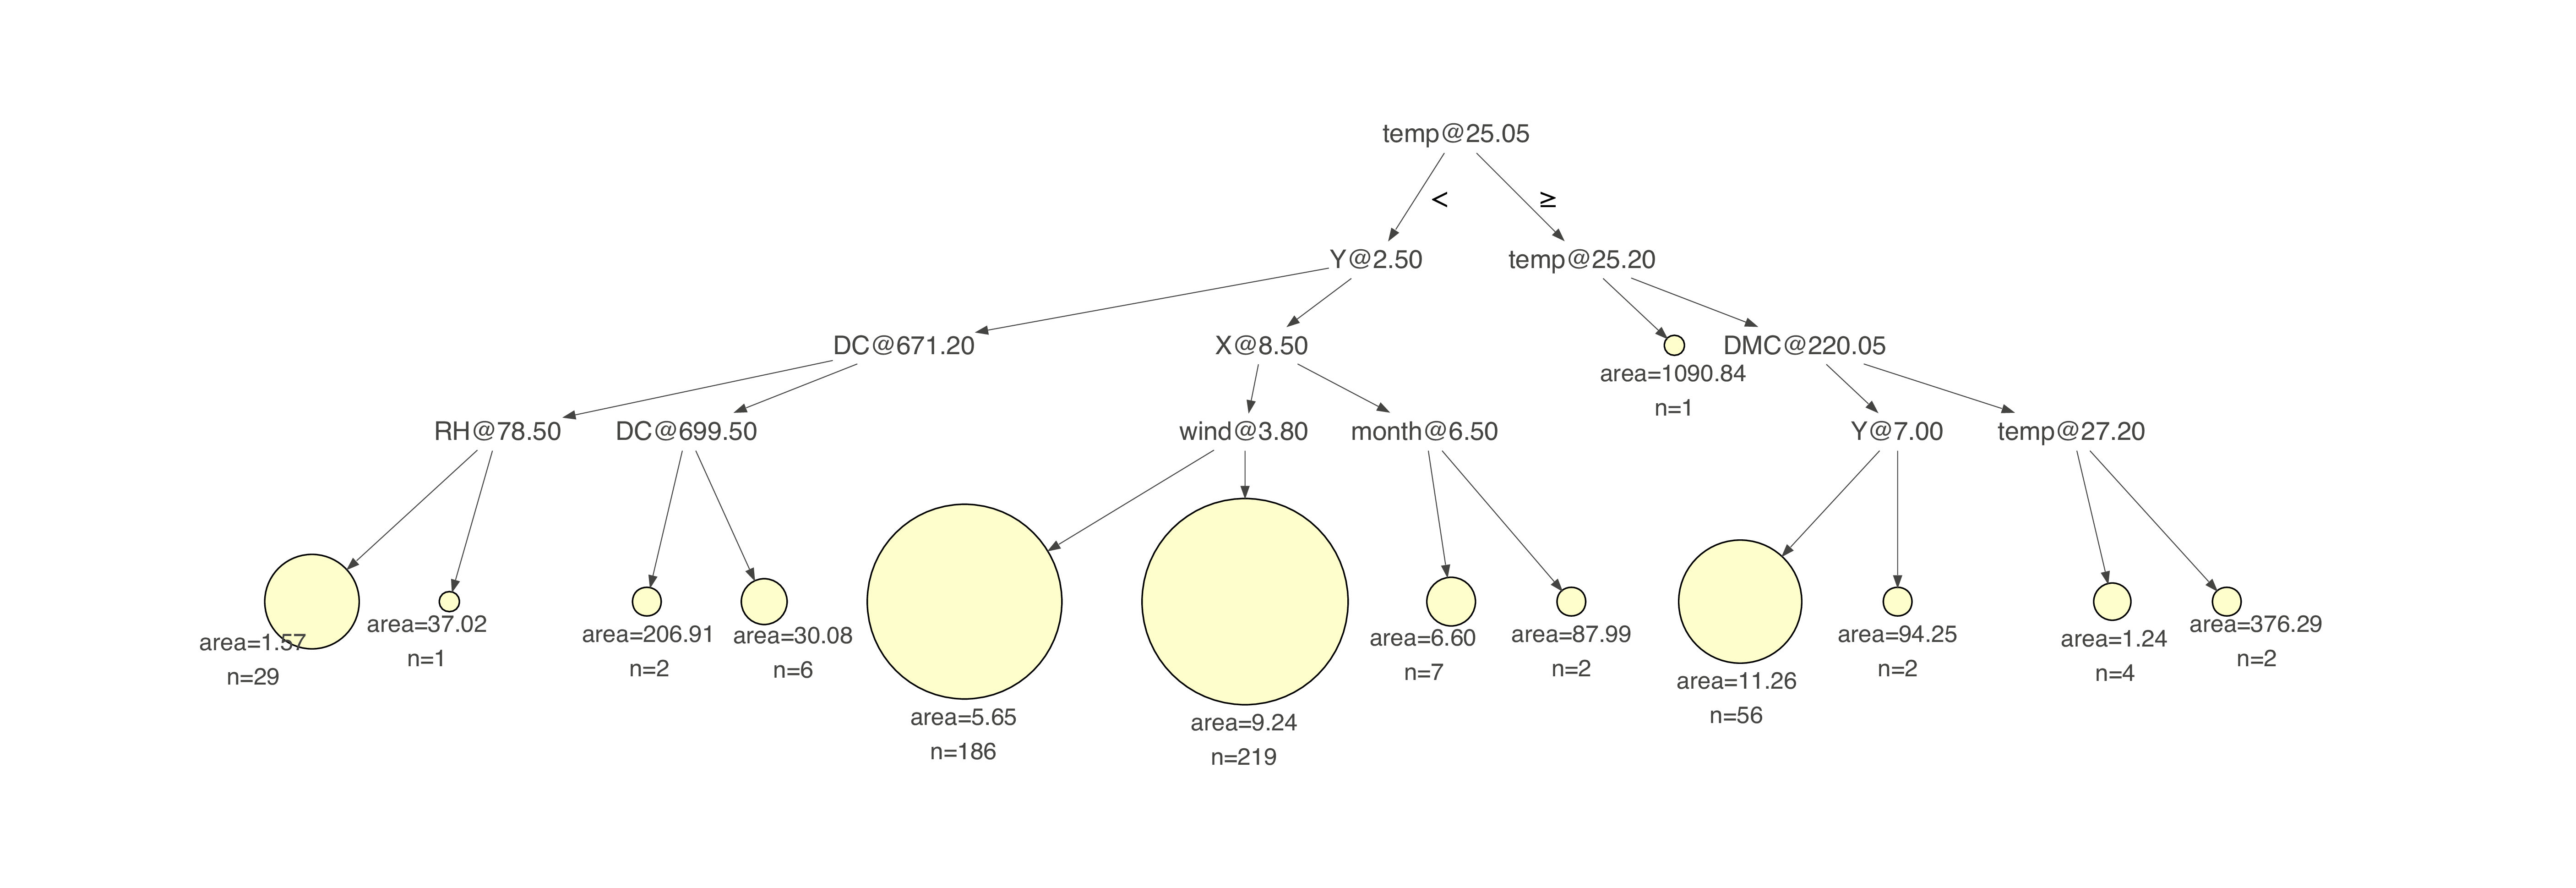 temp@25.05
<
≥
Y@2.50
temp@25.20
DC@671.20
X@8.50
DMC@220.05
area=1090.84
n=1
RH@78.50
DC@699.50
wind@3.80
month@6.50
Y@7.00
temp@27.20
area=1.57
n=29
area=37.02
n=1
area=206.91
n=2
area=30.08
n=6
area=5.65
n=186
area=9.24
n=219
area=6.60
n=7
area=87.99
n=2
area=11.26
n=56
area=94.25
n=2
area=1.24
n=4
area=376.29
n=2